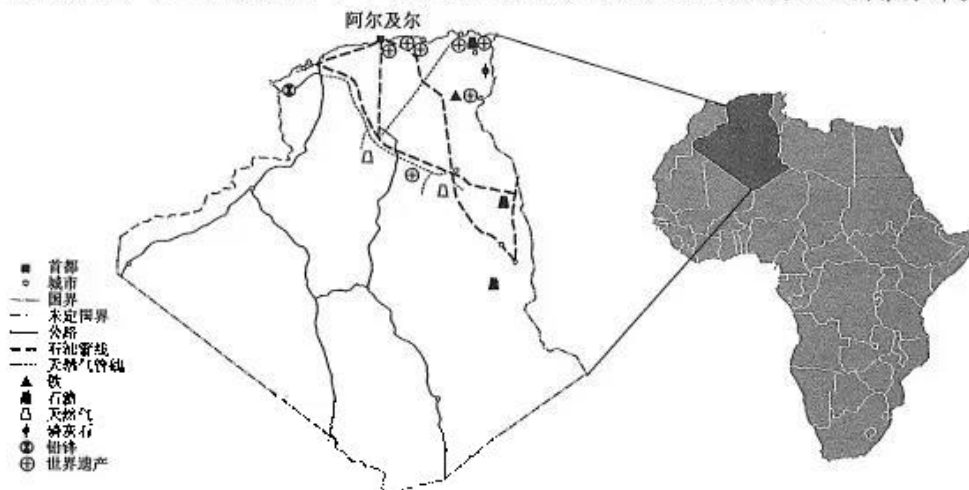 阿尔及尔
首都
城市
国界
未定国界
公路
石油管线
天然气管线
铁
石油
天然气
磷灰石
铅锌
世界遗产